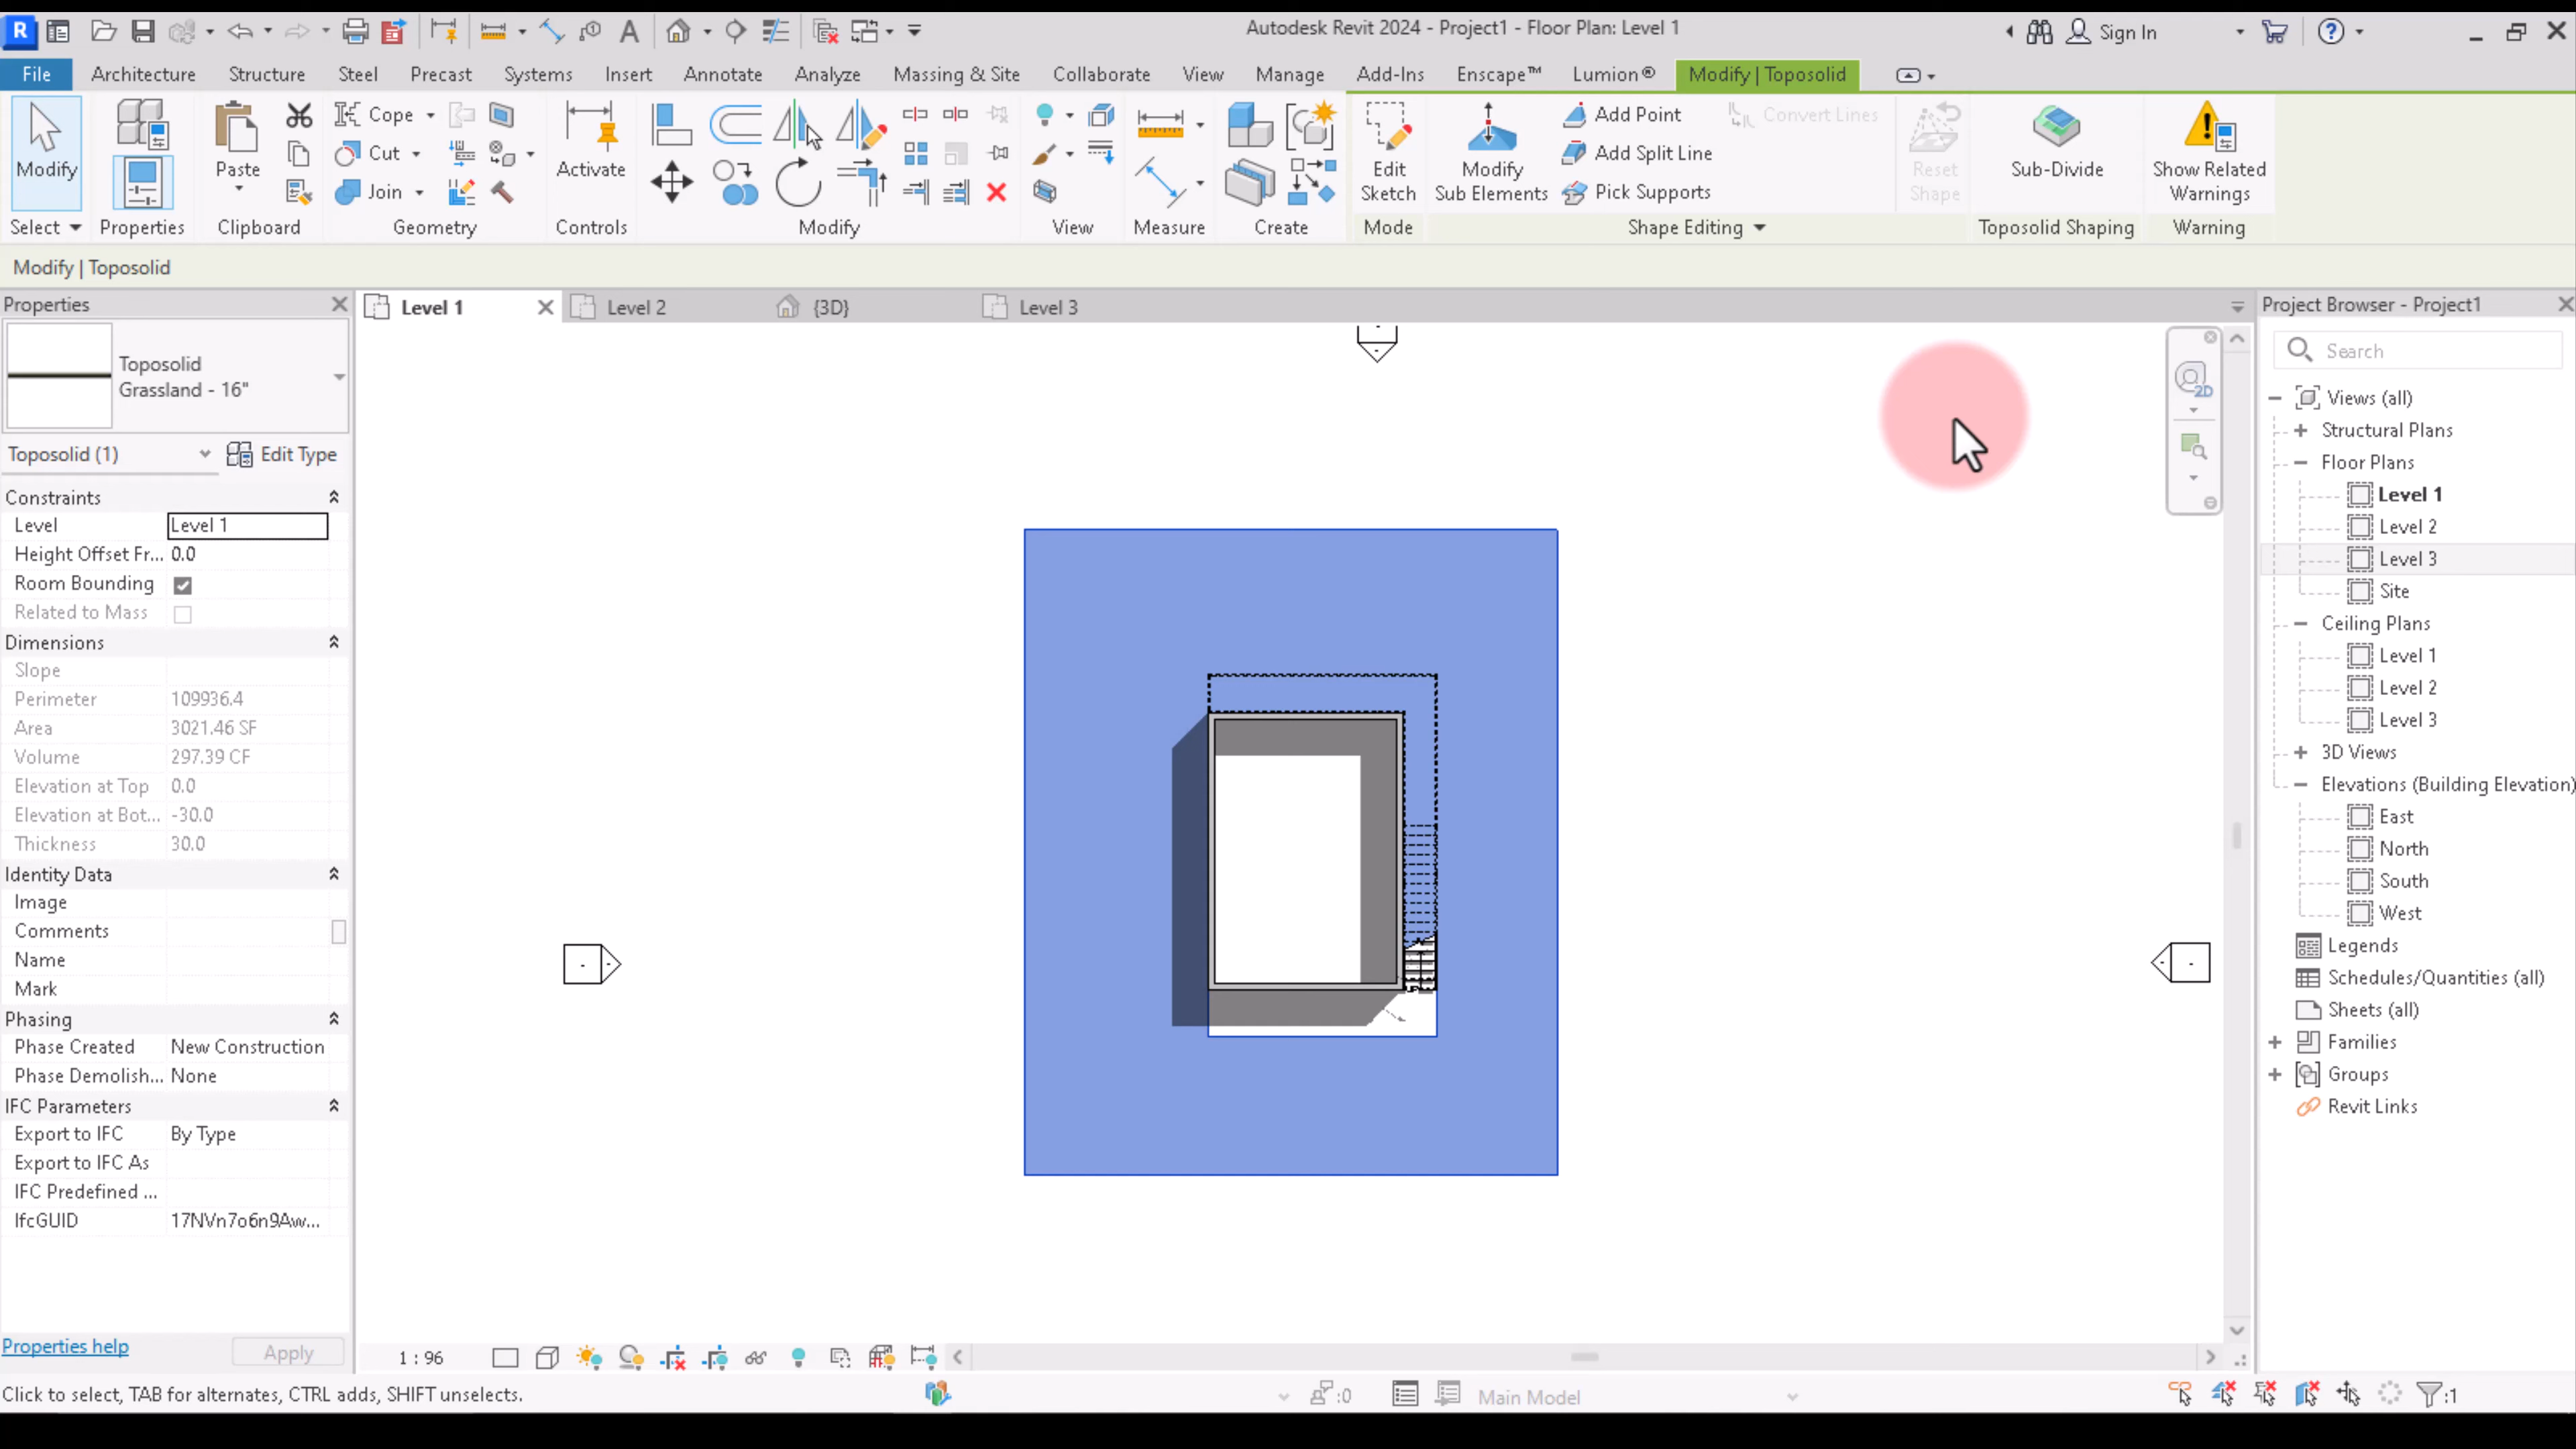 R
Autodesk Revit 2024 - Project1 - Floor Plan: Level 1
Sign In
File Architecture Structure Steel Precast Systems Insert Annotate Analyze Massing & Site Collaborate View Manage Add-Ins Enscape™ Lumion® Modify | Toposolid
Modify
Paste
Cope
Cut
Join
Activate
Edit
Sketch
Modify
Sub Elements
Add Point
Add Split Line
Pick Supports
Convert Lines
Reset
Shape
Sub-Divide
Show Related
Warnings
Select Properties Clipboard Geometry Controls Modify View Measure Create Mode Shape Editing Toposolid Shaping Warning
Modify | Toposolid
Properties
Toposolid
Grassland - 16"
Toposolid (1) Edit Type
Constraints
Level Level 1
Height Offset Fr... 0.0
Room Bounding
Related to Mass
Dimensions
Slope
Perimeter 109936.4
Area 3021.46 SF
Volume 297.39 CF
Elevation at Top 0.0
Elevation at Bot... -30.0
Thickness 30.0
Identity Data
Image
Comments
Name
Mark
Phasing
Phase Created New Construction
Phase Demolish... None
IFC Parameters
Export to IFC By Type
Export to IFC As
IFC Predefined ...
IfcGUID 17NVn7o6n9Aw...
Properties help Apply
Level 1 Level 2 {3D} Level 3
2D
1 : 96
Project Browser - Project1
Search
Views (all)
Structural Plans
Floor Plans
Level 1
Level 2
Level 3
Site
Ceiling Plans
Level 1
Level 2
Level 3
3D Views
Elevations (Building Elevation)
East
North
South
West
Legends
Schedules/Quantities (all)
Sheets (all)
Families
Groups
Revit Links
Click to select, TAB for alternates, CTRL adds, SHIFT unselects.
:0
Main Model
:1